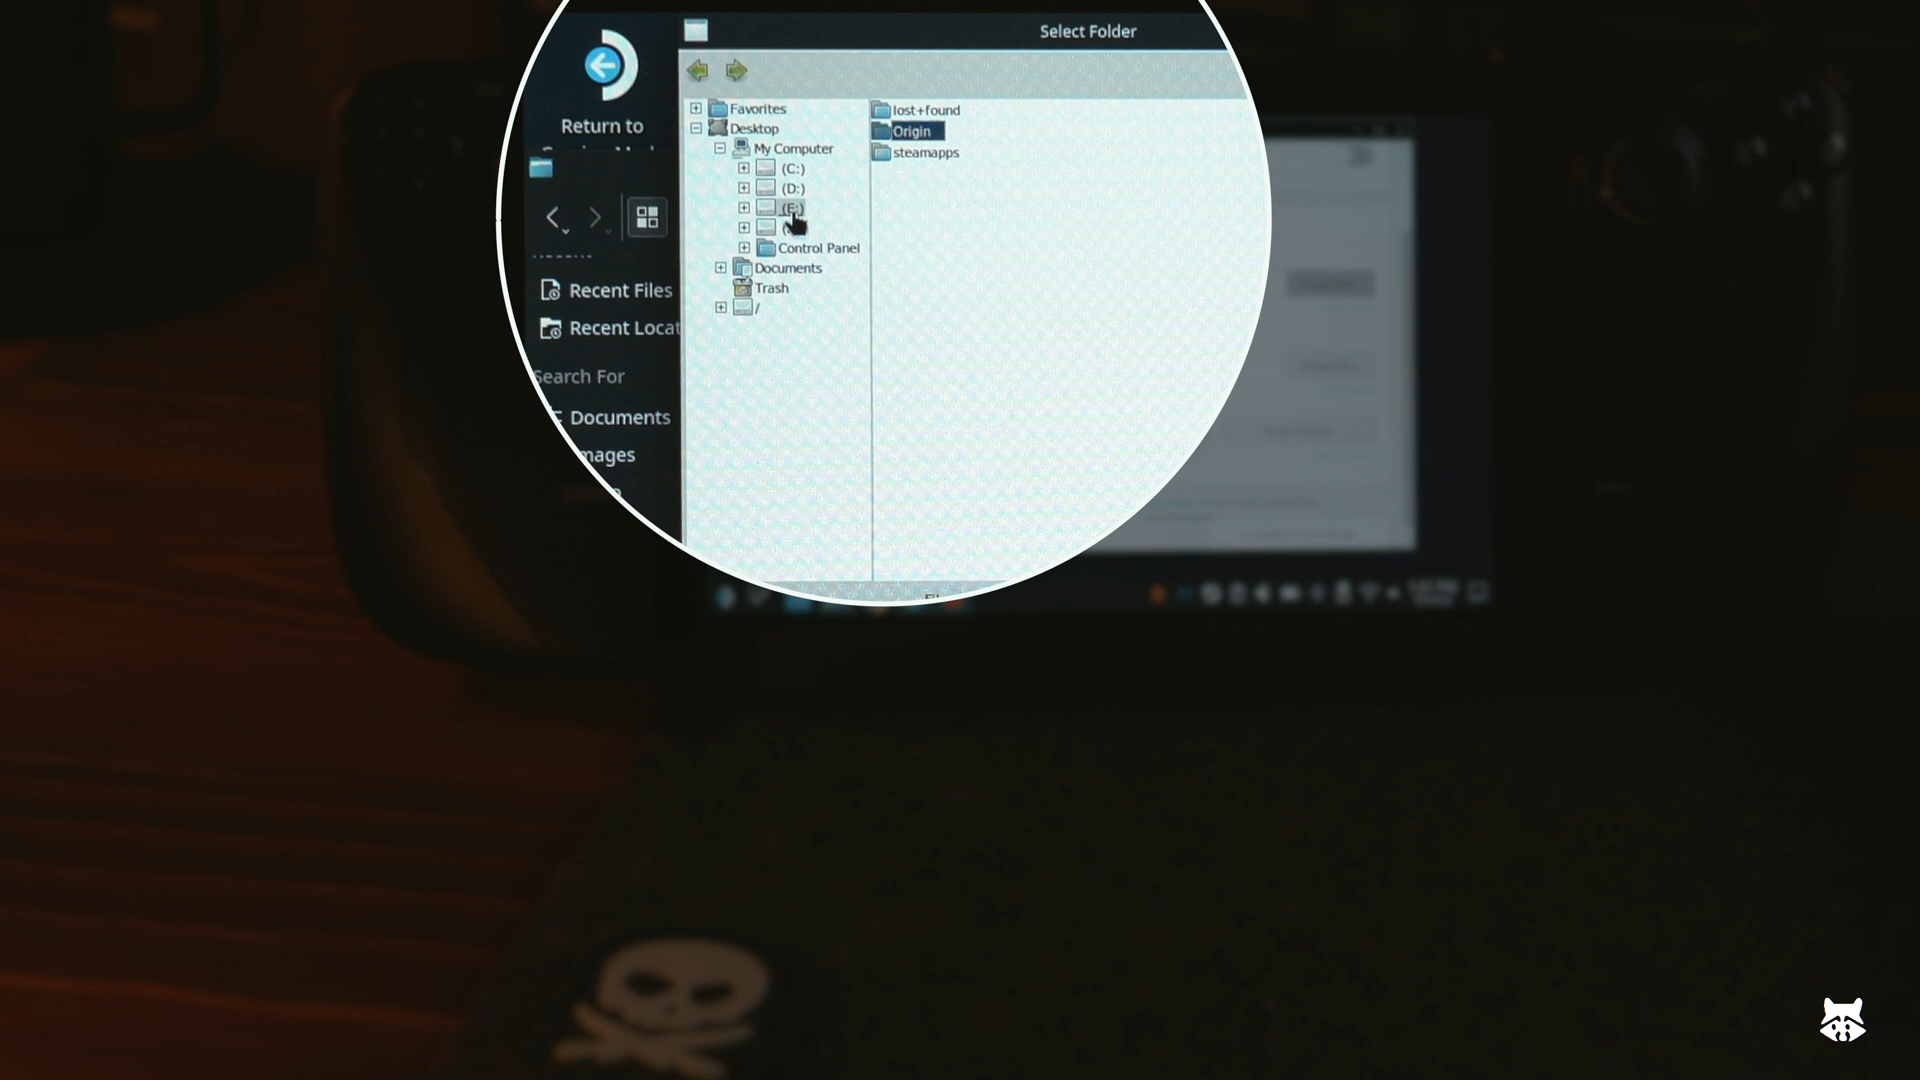 Select Folder
Return to
Favorites
Desktop
My Computer
(C:)
(D:)
(E:)
Control Panel
Documents
Trash
/
lost+found
Origin
steamapps
Recent Files
Recent Locat
Search For
Documents
mages